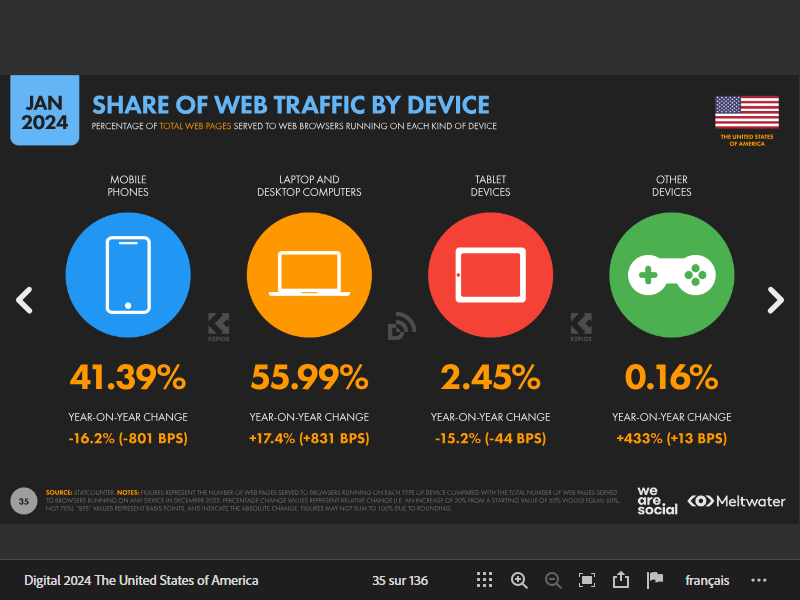 JAN
2024
SHARE OF WEB TRAFFIC BY DEVICE
PERCENTAGE OF TOTAL WEB PAGES SERVED TO WEB BROWSERS RUNNING ON EACH KIND OF DEVICE
THE UNITED STATES
OF AMERICA
MOBILE
PHONES
LAPTOP AND
DESKTOP COMPUTERS
TABLET
DEVICES
OTHER
DEVICES
KEPIOS
KEPIOS
41.39%
55.99%
2.45%
0.16%
YEAR-ON-YEAR CHANGE
YEAR-ON-YEAR CHANGE
YEAR-ON-YEAR CHANGE
YEAR-ON-YEAR CHANGE
-16.2% (-801 BPS)
+17.4% (+831 BPS)
-15.2% (-44 BPS)
+433% (+13 BPS)
35
SOURCE: STATCOUNTER. NOTES: FIGURES REPRESENT THE NUMBER OF WEB PAGES SERVED TO BROWSERS RUNNING ON EACH TYPE OF DEVICE COMPARED WITH THE TOTAL NUMBER OF WEB PAGES SERVED
TO BROWSERS RUNNING ON ANY DEVICE IN DECEMBER 2023. PERCENTAGE CHANGE VALUES REPRESENT RELATIVE CHANGE (I.E. AN INCREASE OF 20% FROM A STARTING VALUE OF 50% WOULD EQUAL 60%,
NOT 70%). "BPS" VALUES REPRESENT BASIS POINTS, AND INDICATE THE ABSOLUTE CHANGE. FIGURES MAY NOT SUM TO 100% DUE TO ROUNDING.
we
are.
social
Meltwater
Digital 2024 The United States of America
35 sur 136
français